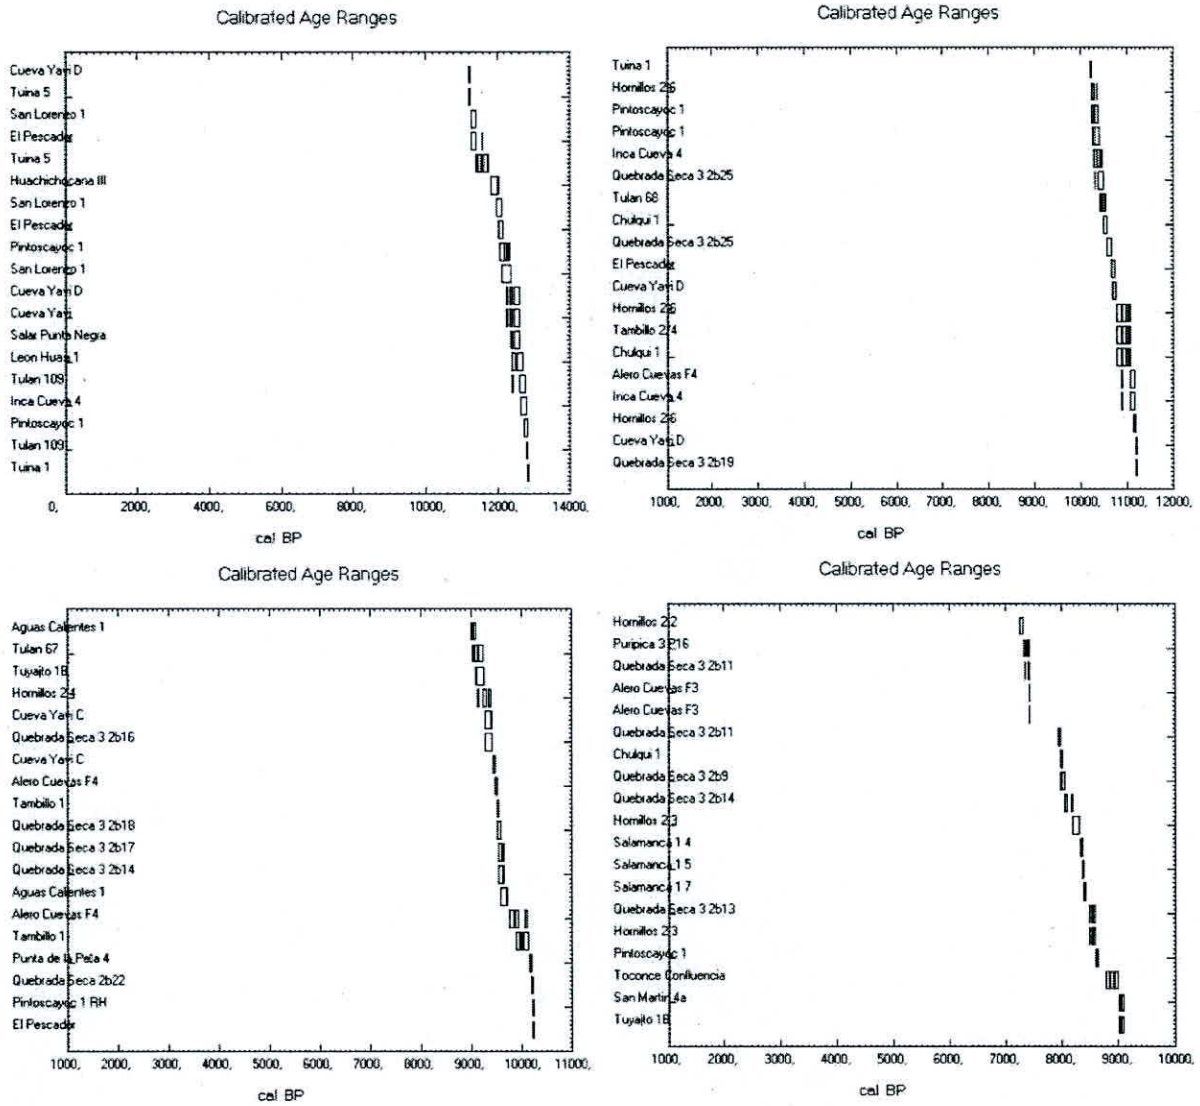 Calibrated Age Ranges
Cueva Yavi D
Tuina 5
San Lorenzo 1
El Pescador
Tuina 5
Huachichocana III
San Lorenzo 1
El Pescador
Pintoscayoc 1
San Lorenzo 1
Cueva Yavi D
Cueva Yavi
Salar Punta Negra
Leon Huasi 1
Tulan 109
Inca Cueva 4
Pintoscayoc 1
Tulan 109
Tuina 1
0, 2000, 4000, 6000, 8000, 10000, 12000, 14000,
cal BP
Calibrated Age Ranges
Tuina 1
Hornillos 2 6
Pintoscayoc 1
Pintoscayoc 1
Inca Cueva 4
Quebrada Seca 3 2b25
Tulan 68
Chulqui 1
Quebrada Seca 3 2b25
El Pescador
Cueva Yavi D
Hornillos 2 6
Tambillo 2/4
Chulqui 1
Alero Cuevas F4
Inca Cueva 4
Hornillos 2 6
Cueva Yavi D
Quebrada Seca 3 2b19
1000, 2000, 3000, 4000, 5000, 6000, 7000, 8000, 9000, 10000, 11000, 12000,
cal BP
Calibrated Age Ranges
Aguas Calientes 1
Tulan 67
Tuyajto 1B
Hornillos 2 4
Cueva Yavi C
Quebrada Seca 3 2b16
Cueva Yavi C
Alero Cuevas F4
Tambillo 1
Quebrada Seca 3 2b18
Quebrada Seca 3 2b17
Quebrada Seca 3 2b14
Aguas Calientes 1
Alero Cuevas F4
Tambillo 1
Punta de la Peña 4
Quebrada Seca 2b22
Pintoscayoc 1 RH
El Pescador
1000, 2000, 3000, 4000, 5000, 6000, 7000, 8000, 9000, 10000, 11000,
cal BP
Calibrated Age Ranges
Hornillos 2 2
Puripica 3 P16
Quebrada Seca 3 2b11
Alero Cuevas F3
Alero Cuevas F3
Quebrada Seca 3 2b11
Chulqui 1
Quebrada Seca 3 2b9
Quebrada Seca 3 2b14
Hornillos 2 3
Salamanca 1 4
Salamanca 1 5
Salamanca 1 7
Quebrada Seca 3 2b13
Hornillos 2 3
Pintoscayoc 1
Toconce Confluencia
San Martin 4a
Tuyajto 1B
1000, 2000, 3000, 4000, 5000, 6000, 7000, 8000, 9000, 10000,
cal BP